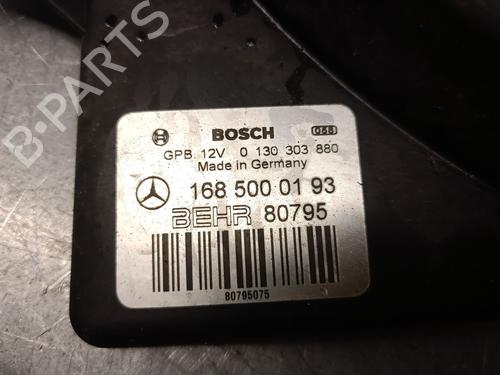 B-PARTS
BOSCH
GPB 12V 0 130 303 880
Made in Germany
168 500 01 93
BEHR 80795
80795075